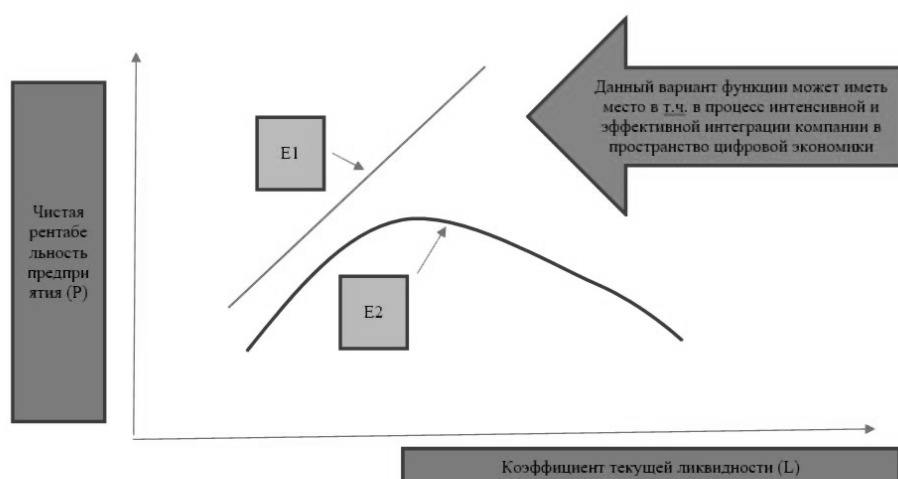 Данный вариант функции может иметь
место в т.ч. в процесс интенсивной и
эффективной интеграции компании в
пространство цифровой экономики
E1
Чистая
рентабе
льность
предпри
ятия (P)
E2
Коэффициент текущей ликвидности (L)